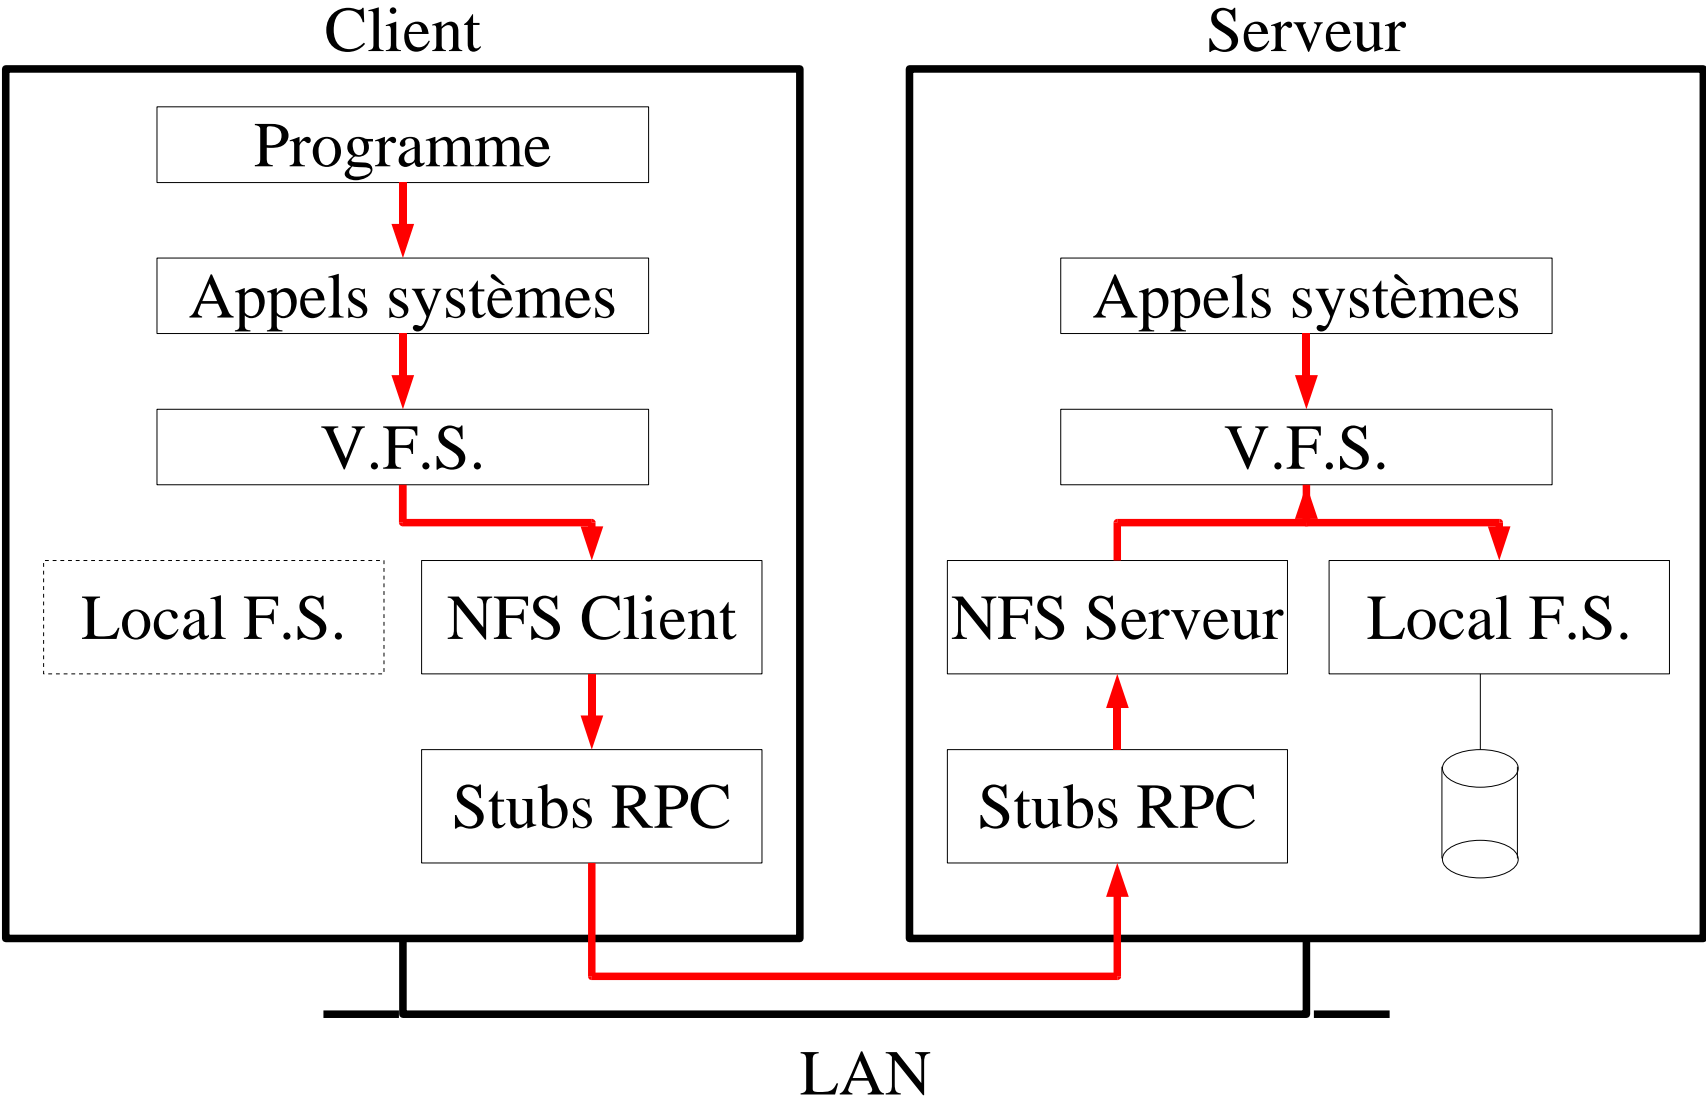 Client
Serveur
Programme
Appels systèmes
Appels systèmes
V.F.S.
V.F.S.
Local F.S.
NFS Client
NFS Serveur
Local F.S.
Stubs RPC
Stubs RPC
LAN